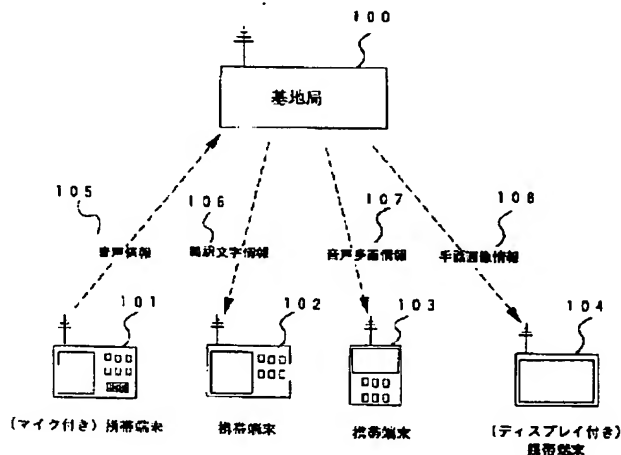 100
基地局
105
106
107
108
音声情報
翻訳文字情報
音声多重情報
手話画像情報
101
102
103
104
(マイク付き)携帯端末
携帯端末
携帯端末
(ディスプレイ付き)
携帯端末